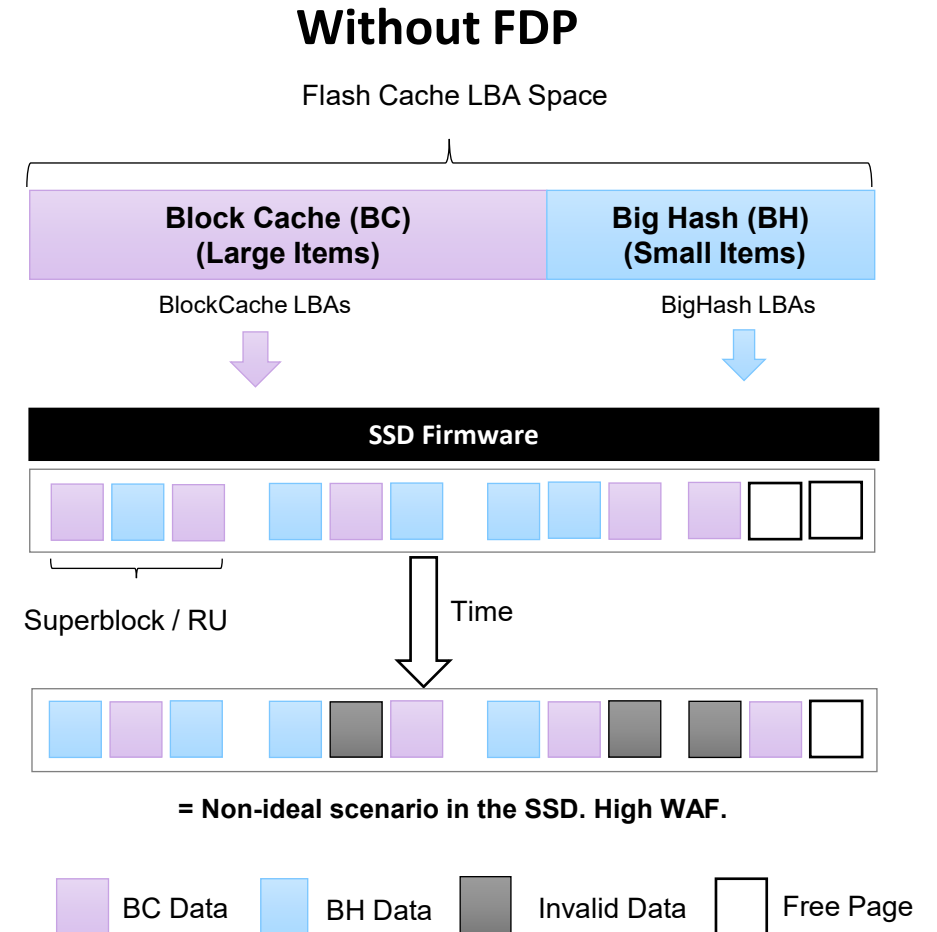 Without FDP
Flash Cache LBA Space
Block Cache (BC)
(Large Items)
Big Hash (BH)
(Small Items)
BlockCache LBAs
BigHash LBAs
SSD Firmware
Superblock / RU
Time
= Non-ideal scenario in the SSD. High WAF.
BC Data
BH Data
Invalid Data
Free Page